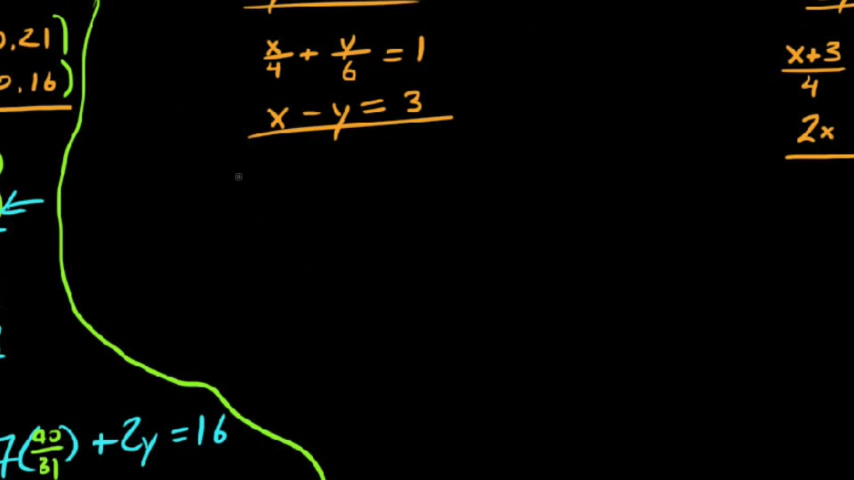 0.21)
0.16)
x/4 + y/6 = 1
x - y = 3
x+3/4
2x
7(40/31) + 2y = 16